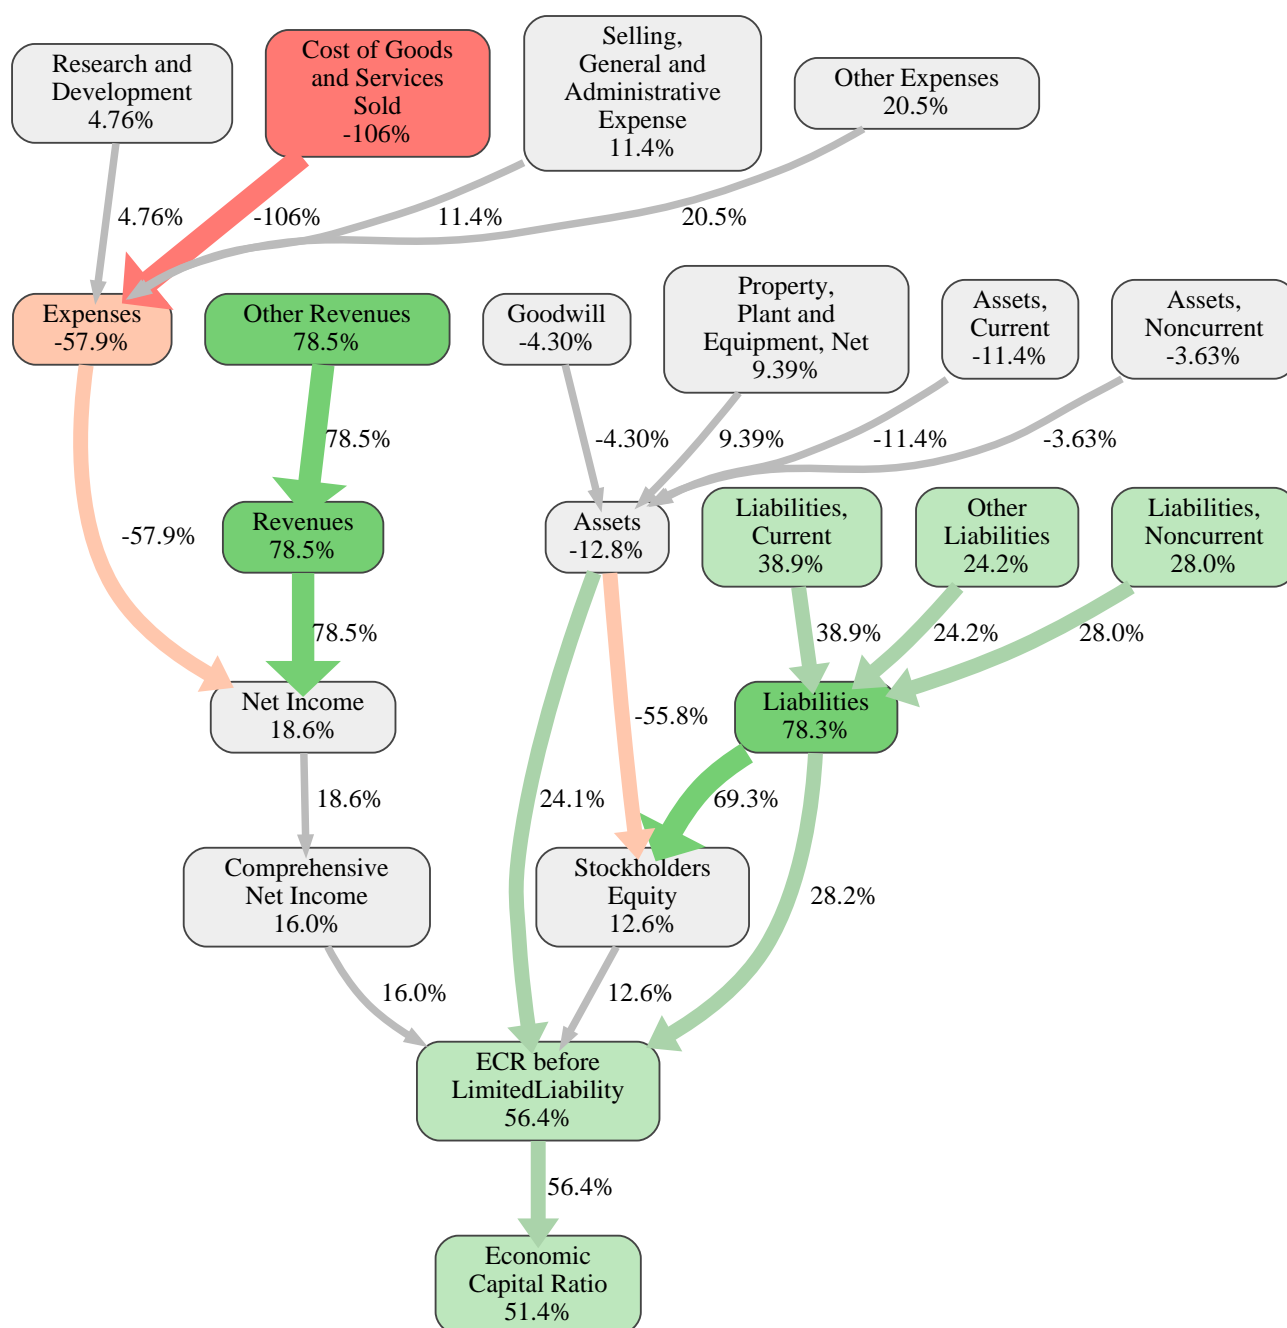 Research and
Development
4.76%
Cost of Goods
and Services
Sold
-106%
Selling,
General and
Administrative
Expense
11.4%
Other Expenses
20.5%
4.76%
-106%
11.4%
20.5%
Expenses
-57.9%
Other Revenues
78.5%
Goodwill
-4.30%
Property,
Plant and
Equipment, Net
9.39%
Assets,
Current
-11.4%
Assets,
Noncurrent
-3.63%
78.5%
-4.30%
9.39%
-11.4%
-3.63%
-57.9%
Revenues
78.5%
Assets
-12.8%
Liabilities,
Current
38.9%
Other
Liabilities
24.2%
Liabilities,
Noncurrent
28.0%
78.5%
38.9%
24.2%
28.0%
Net Income
18.6%
-55.8%
Liabilities
78.3%
18.6%
24.1%
69.3%
Comprehensive
Net Income
16.0%
Stockholders
Equity
12.6%
28.2%
16.0%
12.6%
ECR before
LimitedLiability
56.4%
56.4%
Economic
Capital Ratio
51.4%